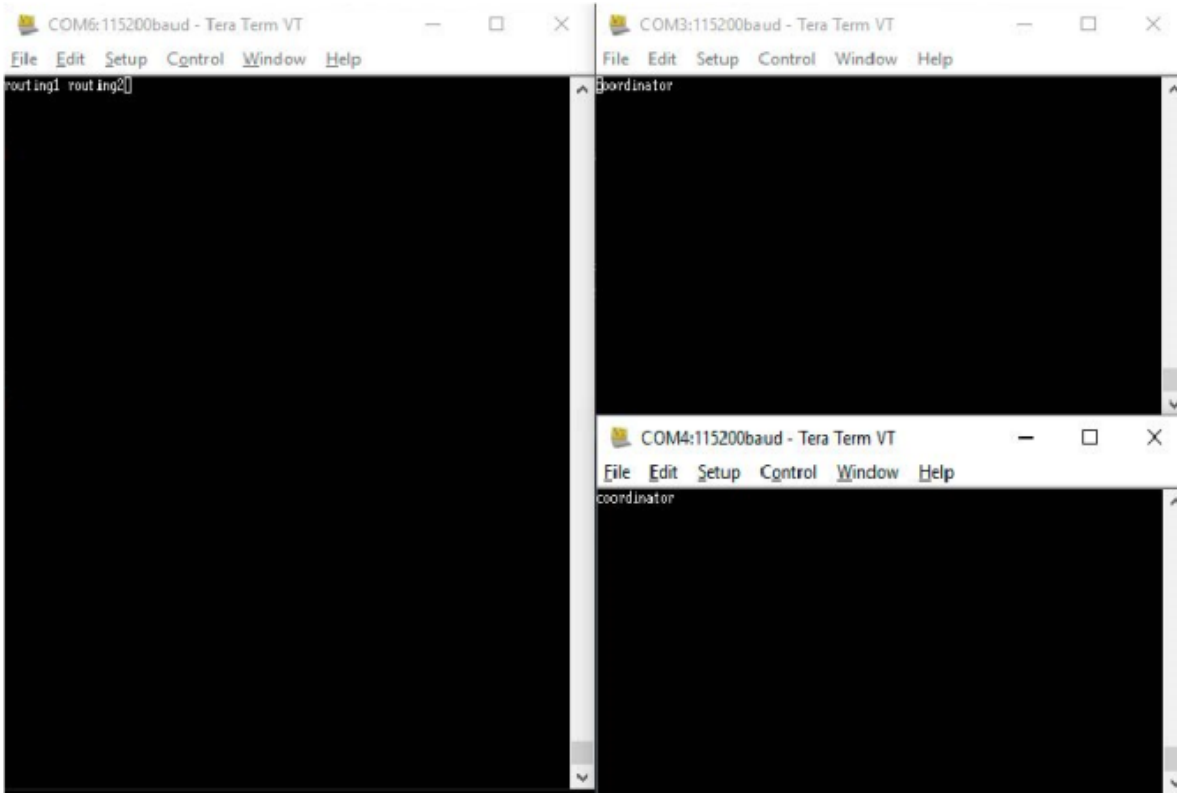 COM6:115200baud - Tera Term VT
File Edit Setup Control Window Help
routing1 routing2
COM3:115200baud - Tera Term VT
File Edit Setup Control Window Help
coordinator
COM4:115200baud - Tera Term VT
File Edit Setup Control Window Help
coordinator